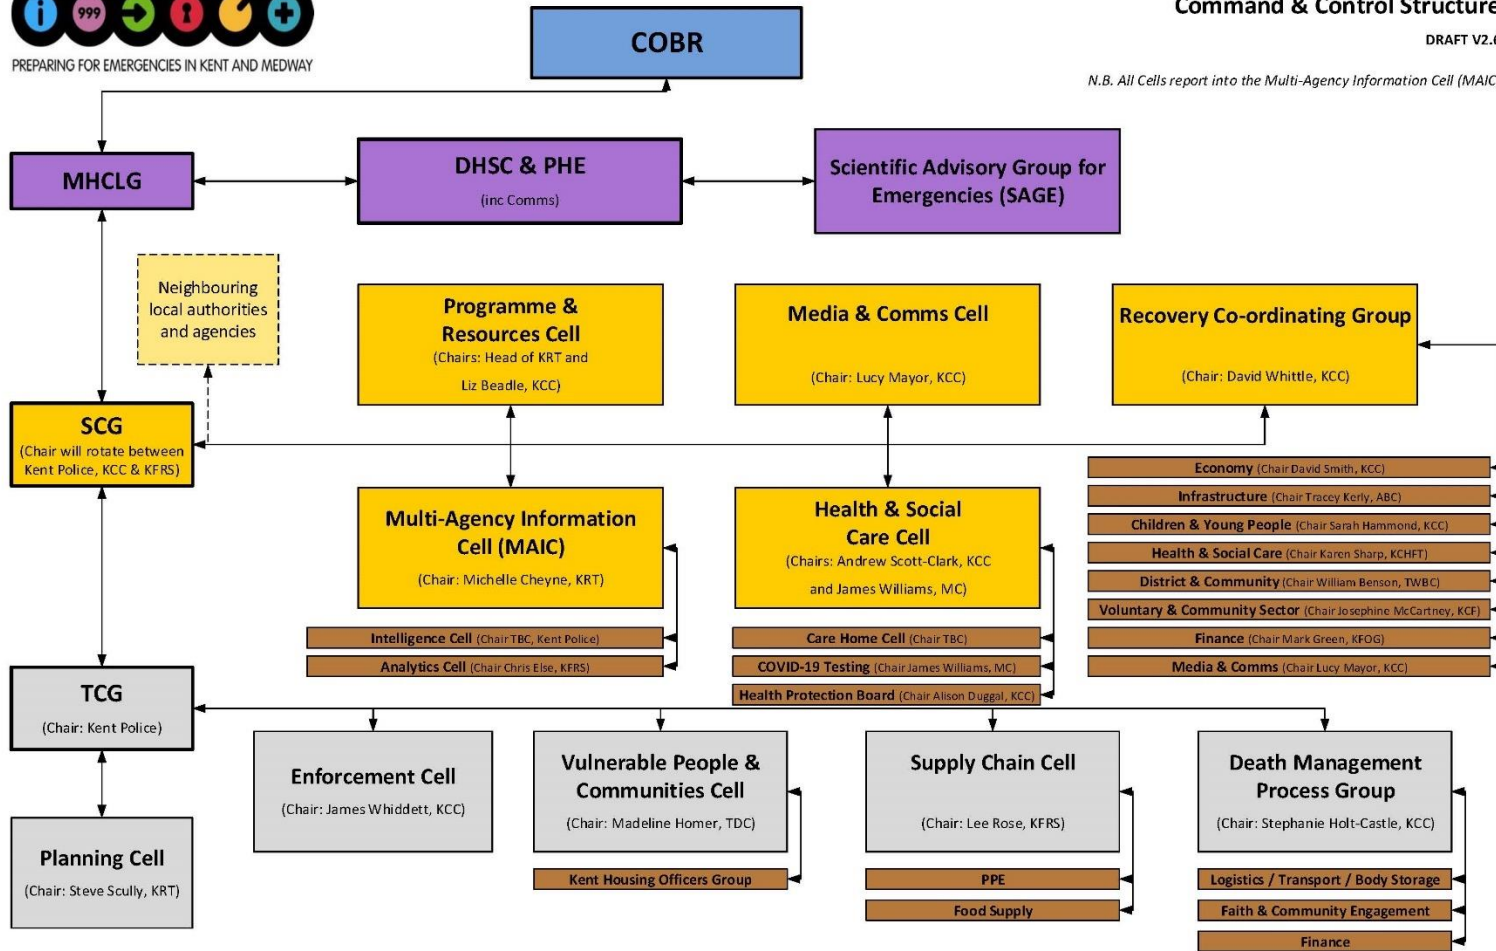 999
PREPARING FOR EMERGENCIES IN KENT AND MEDWAY
Command & Control Structure
DRAFT V2.6
N.B. All Cells report into the Multi-Agency Information Cell (MAIC
COBR
MHCLG
DHSC & PHE
(inc Comms)
Scientific Advisory Group for
Emergencies (SAGE)
Neighbouring
local authorities
and agencies
Programme &
Resources Cell
(Chairs: Head of KRT and
Liz Beadle, KCC)
Media & Comms Cell
(Chair: Lucy Mayor, KCC)
Recovery Co-ordinating Group
(Chair: David Whittle, KCC)
SCG
(Chair will rotate between
Kent Police, KCC & KFRS)
Multi-Agency Information
Cell (MAIC)
(Chair: Michelle Cheyne, KRT)
Intelligence Cell (Chair TBC, Kent Police)
Analytics Cell (Chair Chris Else, KFRS)
Health & Social
Care Cell
(Chairs: Andrew Scott-Clark, KCC
and James Williams, MC)
Care Home Cell (Chair TBC)
COVID-19 Testing (Chair James Williams, MC)
Health Protection Board (Chair Alison Duggal, KCC)
Economy (Chair David Smith, KCC)
Infrastructure (Chair Tracey Kerly, ABC)
Children & Young People (Chair Sarah Hammond, KCC)
Health & Social Care (Chair Karen Sharp, KCHFT)
District & Community (Chair William Benson, TWBC)
Voluntary & Community Sector (Chair Josephine McCartney, KCF)
Finance (Chair Mark Green, KFOG)
Media & Comms (Chair Lucy Mayor, KCC)
TCG
(Chair: Kent Police)
Planning Cell
(Chair: Steve Scully, KRT)
Enforcement Cell
(Chair: James Whiddett, KCC)
Vulnerable People &
Communities Cell
(Chair: Madeline Homer, TDC)
Kent Housing Officers Group
Supply Chain Cell
(Chair: Lee Rose, KFRS)
PPE
Food Supply
Death Management
Process Group
(Chair: Stephanie Holt-Castle, KCC)
Logistics / Transport / Body Storage
Faith & Community Engagement
Finance